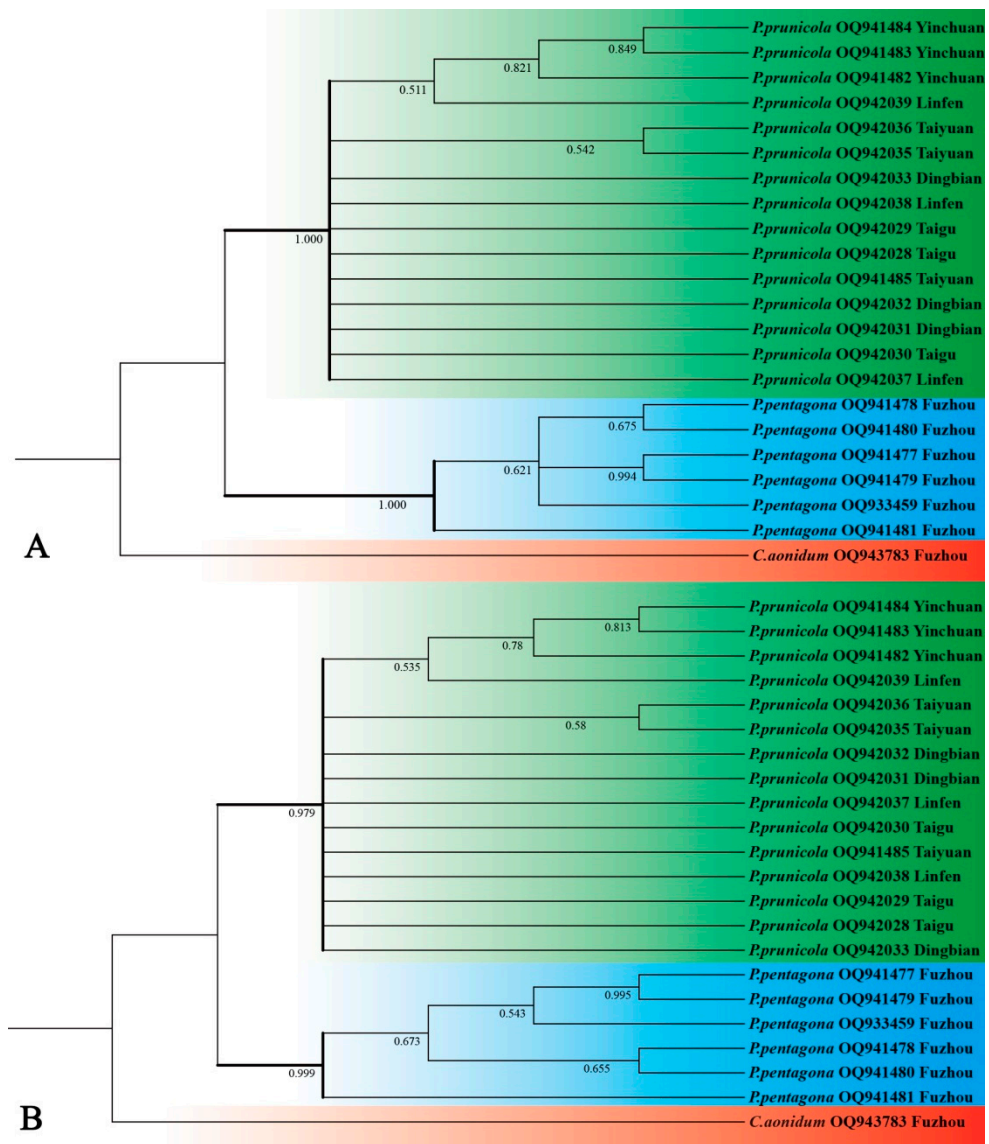 P.prunicola OQ941484 Yinchuan
0.849
P.prunicola OQ941483 Yinchuan
0.821
P.prunicola OQ941482 Yinchuan
0.511
P.prunicola OQ942039 Linfen
P.prunicola OQ942036 Taiyuan
0.542
P.prunicola OQ942035 Taiyuan
P.prunicola OQ942033 Dingbian
P.prunicola OQ942038 Linfen
P.prunicola OQ942029 Taigu
1.000
P.prunicola OQ942028 Taigu
P.prunicola OQ941485 Taiyuan
P.prunicola OQ942032 Dingbian
P.prunicola OQ942031 Dingbian
P.prunicola OQ942030 Taigu
P.prunicola OQ942037 Linfen
P.pentagona OQ941478 Fuzhou
0.675
P.pentagona OQ941480 Fuzhou
P.pentagona OQ941477 Fuzhou
0.621
P.pentagona OQ941479 Fuzhou
0.994
1.000
P.pentagona OQ933459 Fuzhou
P.pentagona OQ941481 Fuzhou
A
C.aonidum OQ943783 Fuzhou
P.prunicola OQ941484 Yinchuan
0.813
P.prunicola OQ941483 Yinchuan
0.78
P.prunicola OQ941482 Yinchuan
0.535
P.prunicola OQ942039 Linfen
P.prunicola OQ942036 Taiyuan
0.58
P.prunicola OQ942035 Taiyuan
P.prunicola OQ942032 Dingbian
P.prunicola OQ942031 Dingbian
P.prunicola OQ942037 Linfen
0.979
P.prunicola OQ942030 Taigu
P.prunicola OQ941485 Taiyuan
P.prunicola OQ942038 Linfen
P.prunicola OQ942029 Taigu
P.prunicola OQ942028 Taigu
P.prunicola OQ942033 Dingbian
P.pentagona OQ941477 Fuzhou
0.995
P.pentagona OQ941479 Fuzhou
0.543
P.pentagona OQ933459 Fuzhou
0.673
P.pentagona OQ941478 Fuzhou
0.655
P.pentagona OQ941480 Fuzhou
0.999
P.pentagona OQ941481 Fuzhou
B
C.aonidum OQ943783 Fuzhou